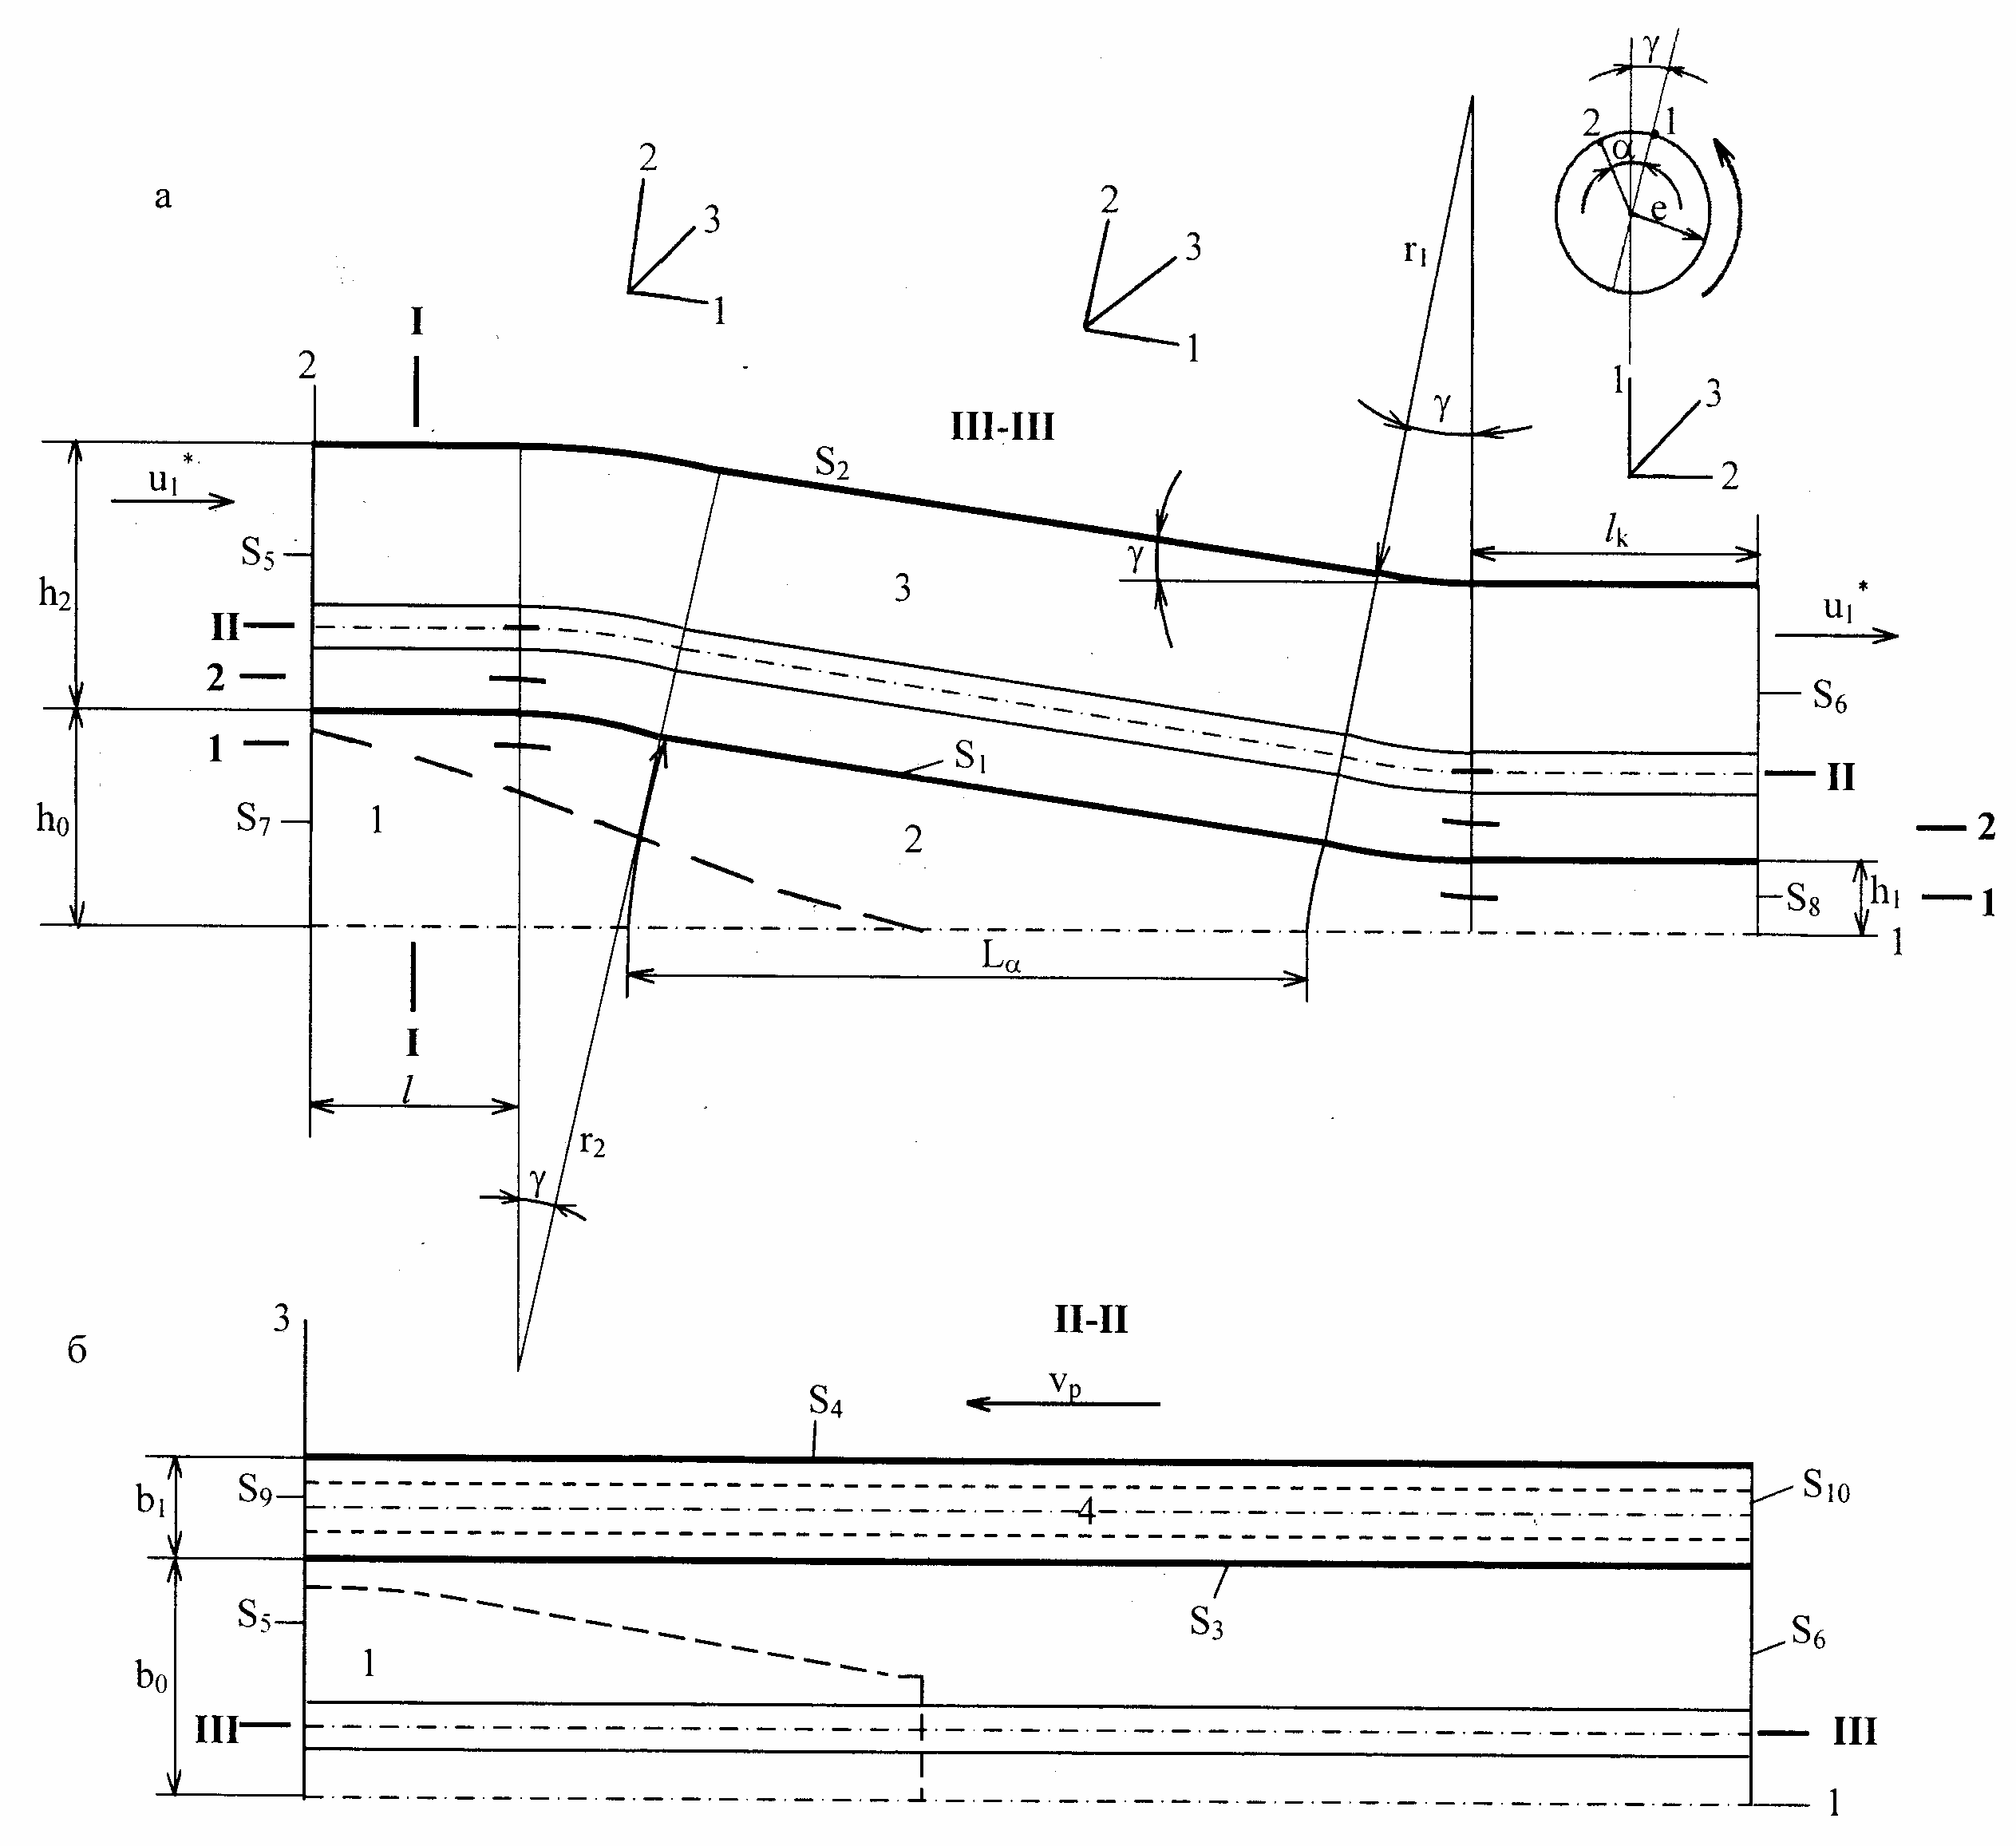 а
γ
2
1
α
e
2
3
1
2
3
1
r₁
γ
1
3
2
I
2
III-III
S₂
u₁*
S₅
h₂
γ
3
lₖ
u₁*
II
2
S₆
1
S₁
II
h₀
S₇
1
2
2
S₈
h₁
1
1
Lα
I
l
r₂
γ
б
3
II-II
vₚ
S₄
b₁
S₉
4
S₁₀
S₅
S₃
S₆
b₀
1
III
III
1